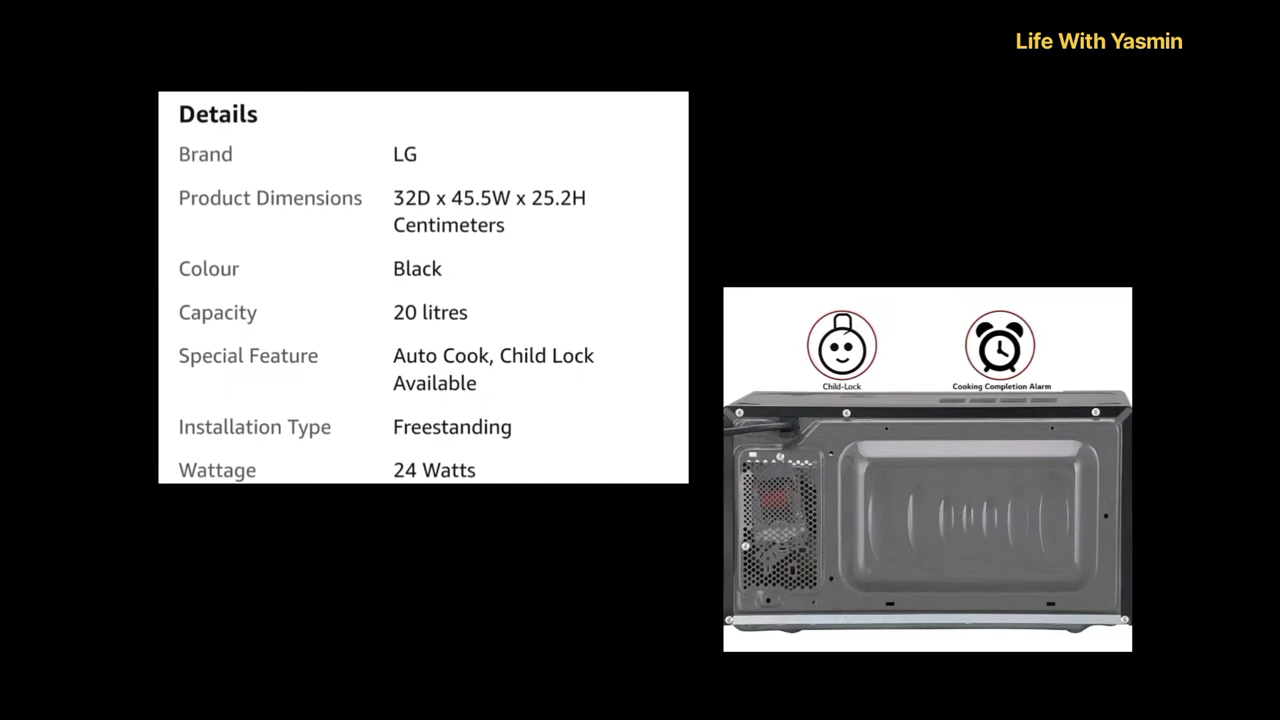 Life With Yasmin
Details
Brand LG
Product Dimensions 32D x 45.5W x 25.2H
Centimeters
Colour Black
Capacity 20 litres
Special Feature Auto Cook, Child Lock
Available
Installation Type Freestanding
Wattage 24 Watts
Child-Lock Cooking Completion Alarm